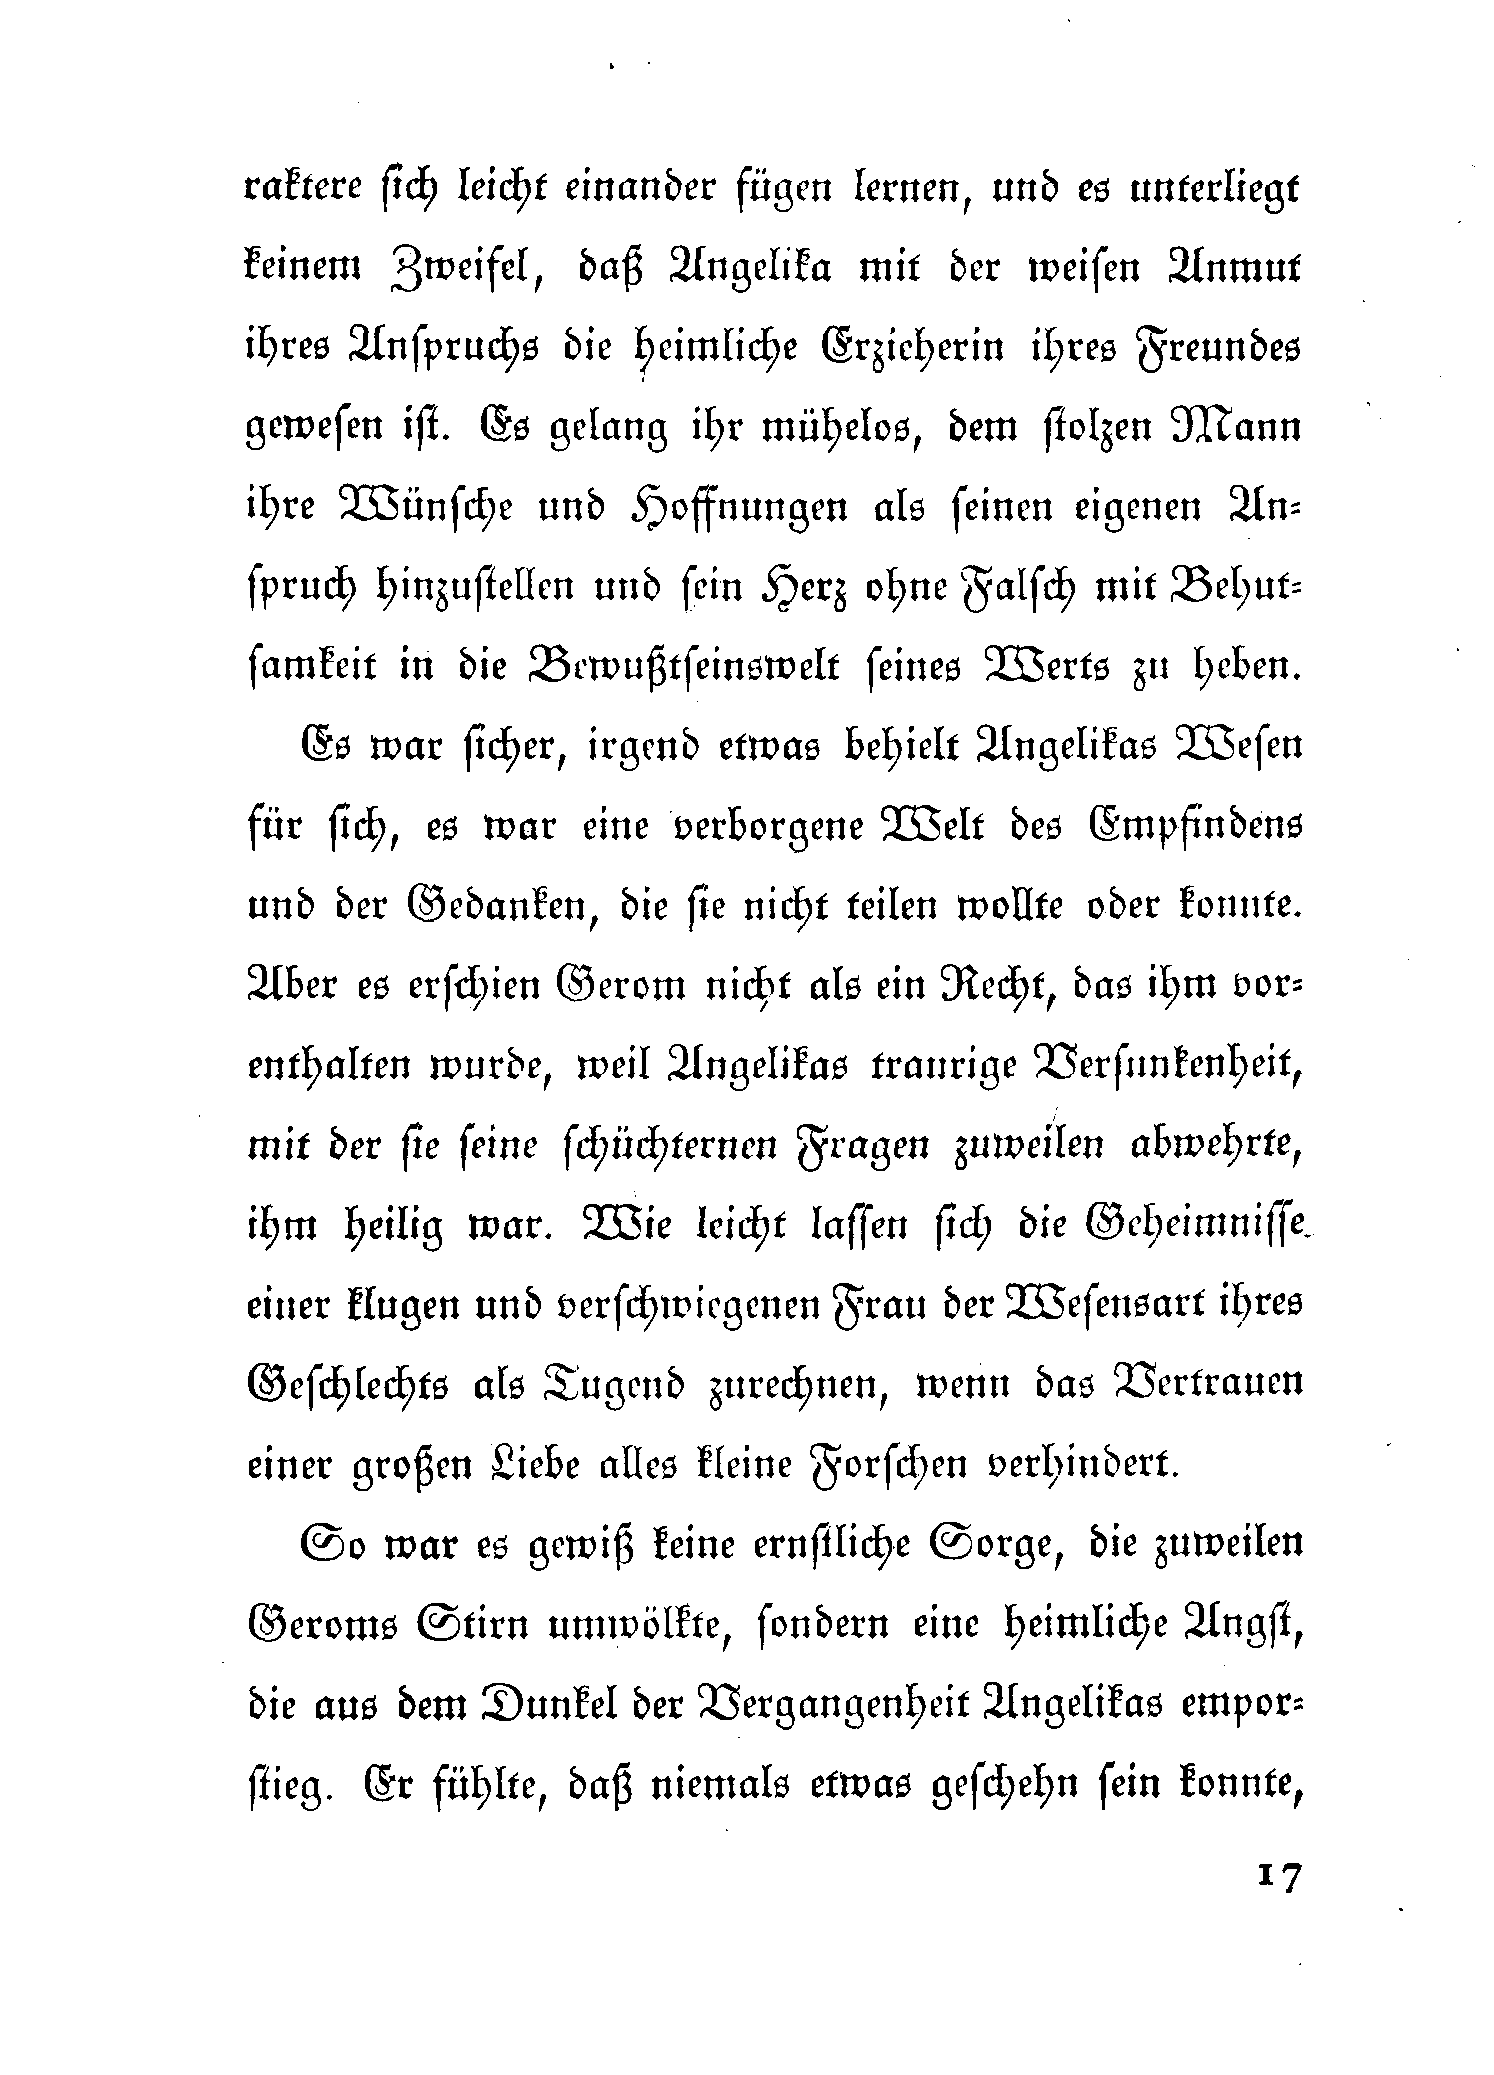 raktere ſich leicht einander fügen lernen, und es unterliegt
keinem Zweifel, daß Angelika mit der weiſen Anmut
ihres Anſpruchs die heimliche Erzieherin ihres Freundes
geweſen iſt. Es gelang ihr mühelos, dem ſtolzen Mann
ihre Wünſche und Hoffnungen als ſeinen eigenen An⸗
ſpruch hinzuſtellen und ſein Herz ohne Falſch mit Behut⸗
ſamkeit in die Bewußtſeinswelt ſeines Werts zu heben.
Es war ſicher, irgend etwas behielt Angelikas Weſen
für ſich, es war eine verborgene Welt des Empfindens
und der Gedanken, die ſie nicht teilen wollte oder konnte.
Aber es erſchien Gerom nicht als ein Recht, das ihm vor⸗
enthalten wurde, weil Angelikas traurige Verſunkenheit,
mit der ſie ſeine ſchüchternen Fragen zuweilen abwehrte,
ihm heilig war. Wie leicht laſſen ſich die Geheimniſſe
einer klugen und verſchwiegenen Frau der Weſensart ihres
Geſchlechts als Tugend zurechnen, wenn das Vertrauen
einer großen Liebe alles kleine Forſchen verhindert.
So war es gewiß keine ernſtliche Sorge, die zuweilen
Geroms Stirn umwölkte, ſondern eine heimliche Angſt,
die aus dem Dunkel der Vergangenheit Angelikas empor⸗
ſtieg. Er fühlte, daß niemals etwas geſchehn ſein konnte,
17